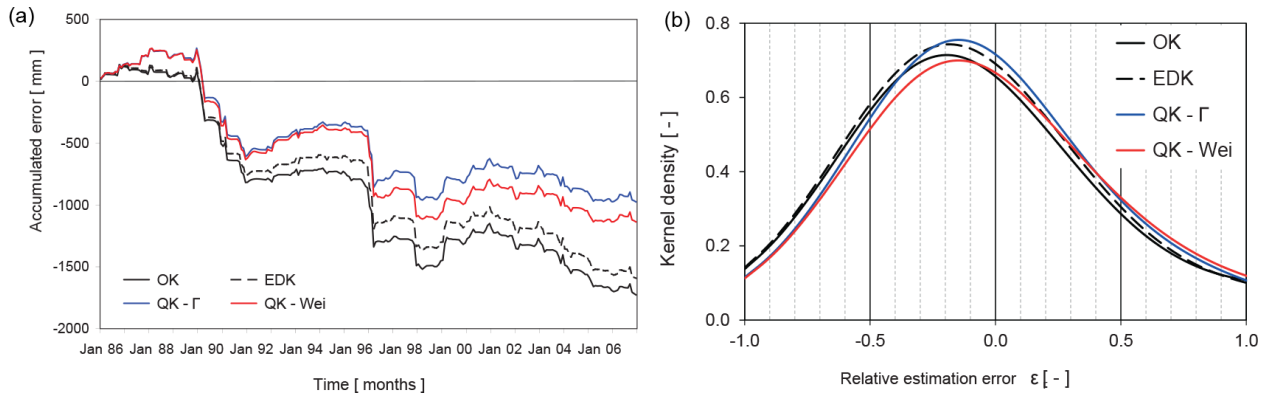 (a)
Accumulated error [ mm ]
500
0
-500
-1000
-1500
-2000
OK
EDK
QK - Γ
QK - Wei
Jan 86 Jan 88 Jan 90 Jan 92 Jan 94 Jan 96 Jan 98 Jan 00 Jan 02 Jan 04 Jan 06
Time [ months ]
(b)
Kernel density [ - ]
0.8
0.6
0.4
0.2
0.0
OK
EDK
QK - Γ
QK - Wei
-1.0 -0.5 0.0 0.5 1.0
Relative estimation error ε [ - ]